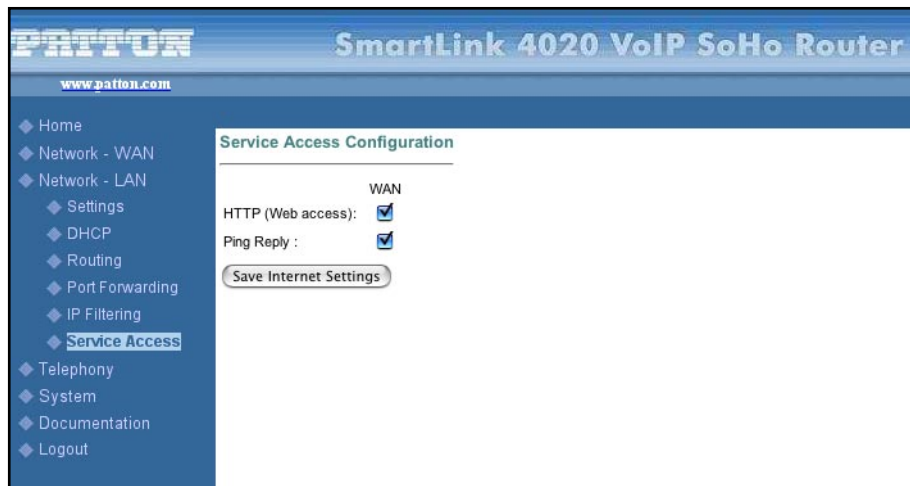 PATTON
SmartLink 4020 VoIP SoHo Router
www.patton.com
Home
Network - WAN
Network - LAN
Settings
DHCP
Routing
Port Forwarding
IP Filtering
Service Access
Telephony
System
Documentation
Logout
Service Access Configuration
WAN
HTTP (Web access):
Ping Reply :
Save Internet Settings